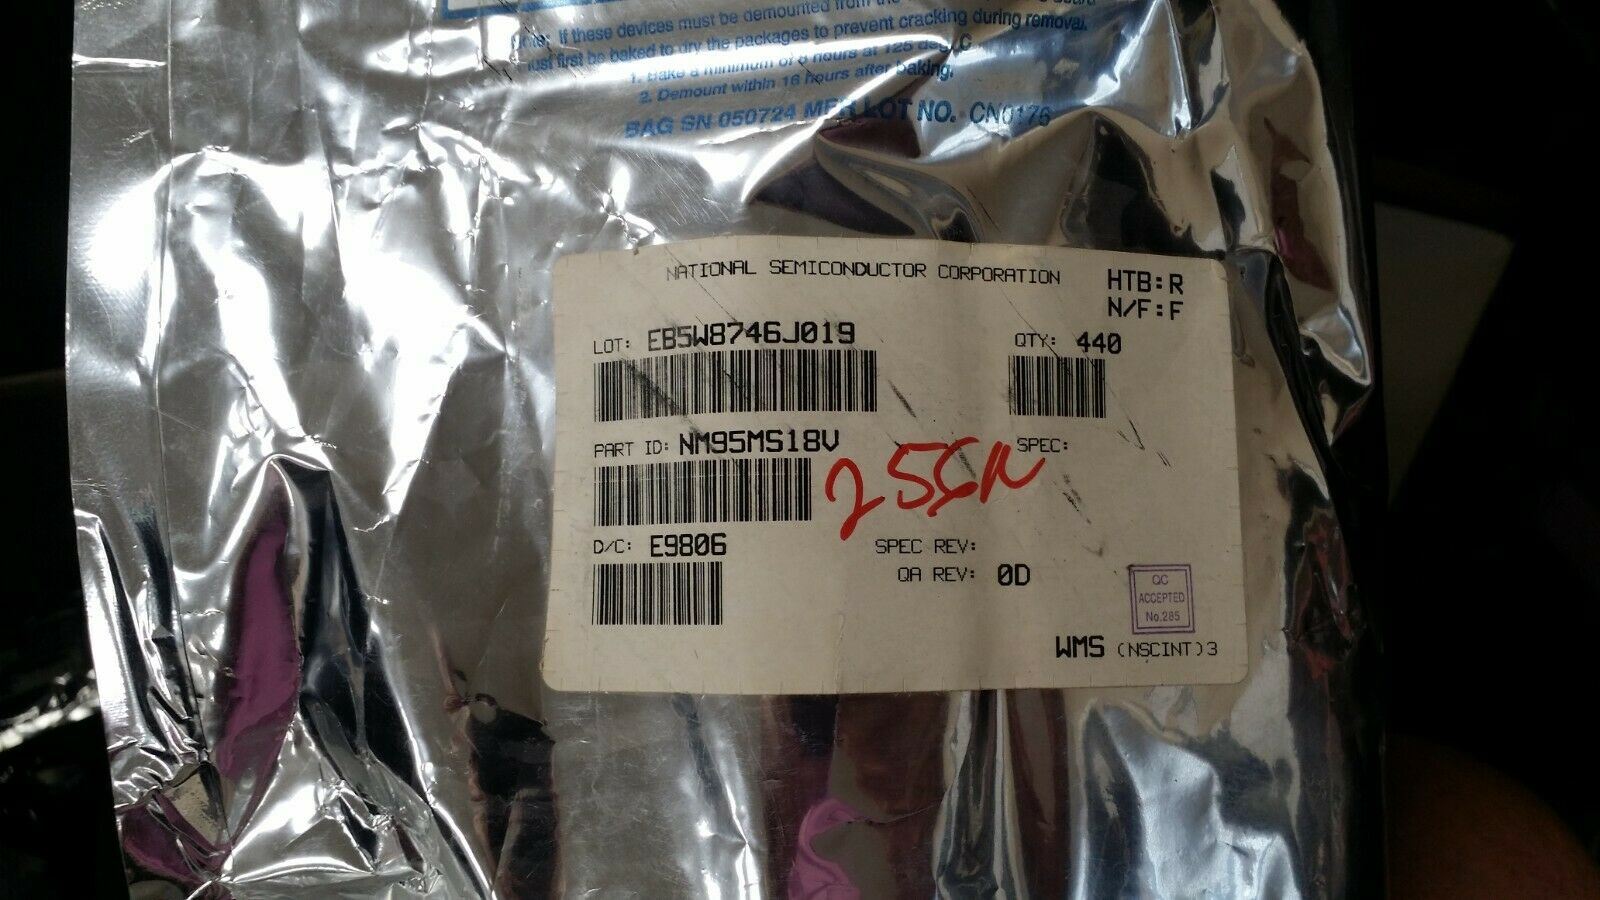 Note: If these devices must be demounted from the
must first be baked to dry the packages to prevent cracking during removal.
1. Bake a minimum of 8 hours at 125 deg. C
2. Demount within 16 hours after baking.
BAG SN 050724 MFR LOT NO. CN0176
NATIONAL SEMICONDUCTOR CORPORATION
HTB: R
N/F: F
LOT: EB5W8746J019
QTY: 440
PART ID: NM95MS18V
SPEC:
D/C: E9806
SPEC REV:
QA REV: 0D
QC
ACCEPTED
No.285
WMS (NSCINT)3